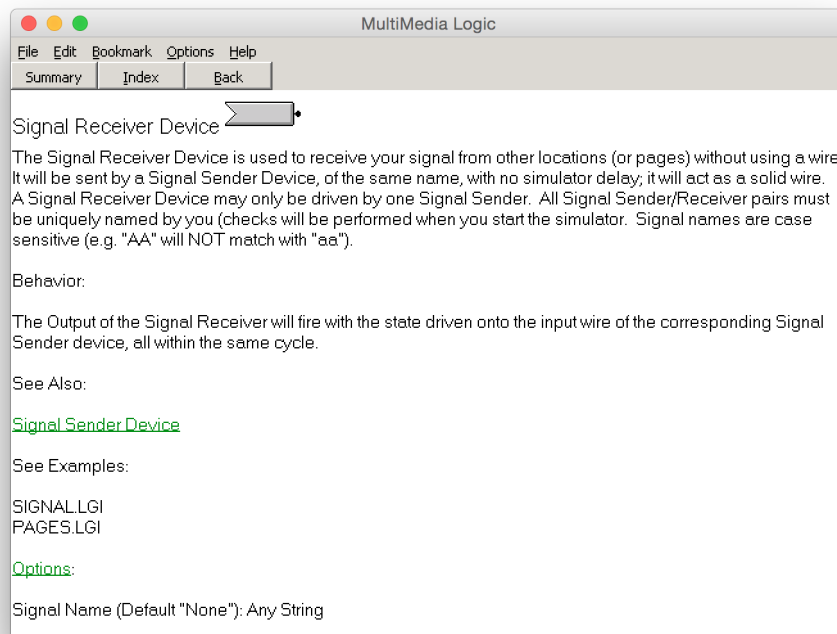 MultiMedia Logic
File Edit Bookmark Options Help
Summary Index Back
Signal Receiver Device
The Signal Receiver Device is used to receive your signal from other locations (or pages) without using a wire
It will be sent by a Signal Sender Device, of the same name, with no simulator delay; it will act as a solid wire.
A Signal Receiver Device may only be driven by one Signal Sender. All Signal Sender/Receiver pairs must
be uniquely named by you (checks will be performed when you start the simulator. Signal names are case
sensitive (e.g. "AA" will NOT match with "aa").
Behavior:
The Output of the Signal Receiver will fire with the state driven onto the input wire of the corresponding Signal
Sender device, all within the same cycle.
See Also:
Signal Sender Device
See Examples:
SIGNAL.LGI
PAGES.LGI
Options:
Signal Name (Default "None"): Any String